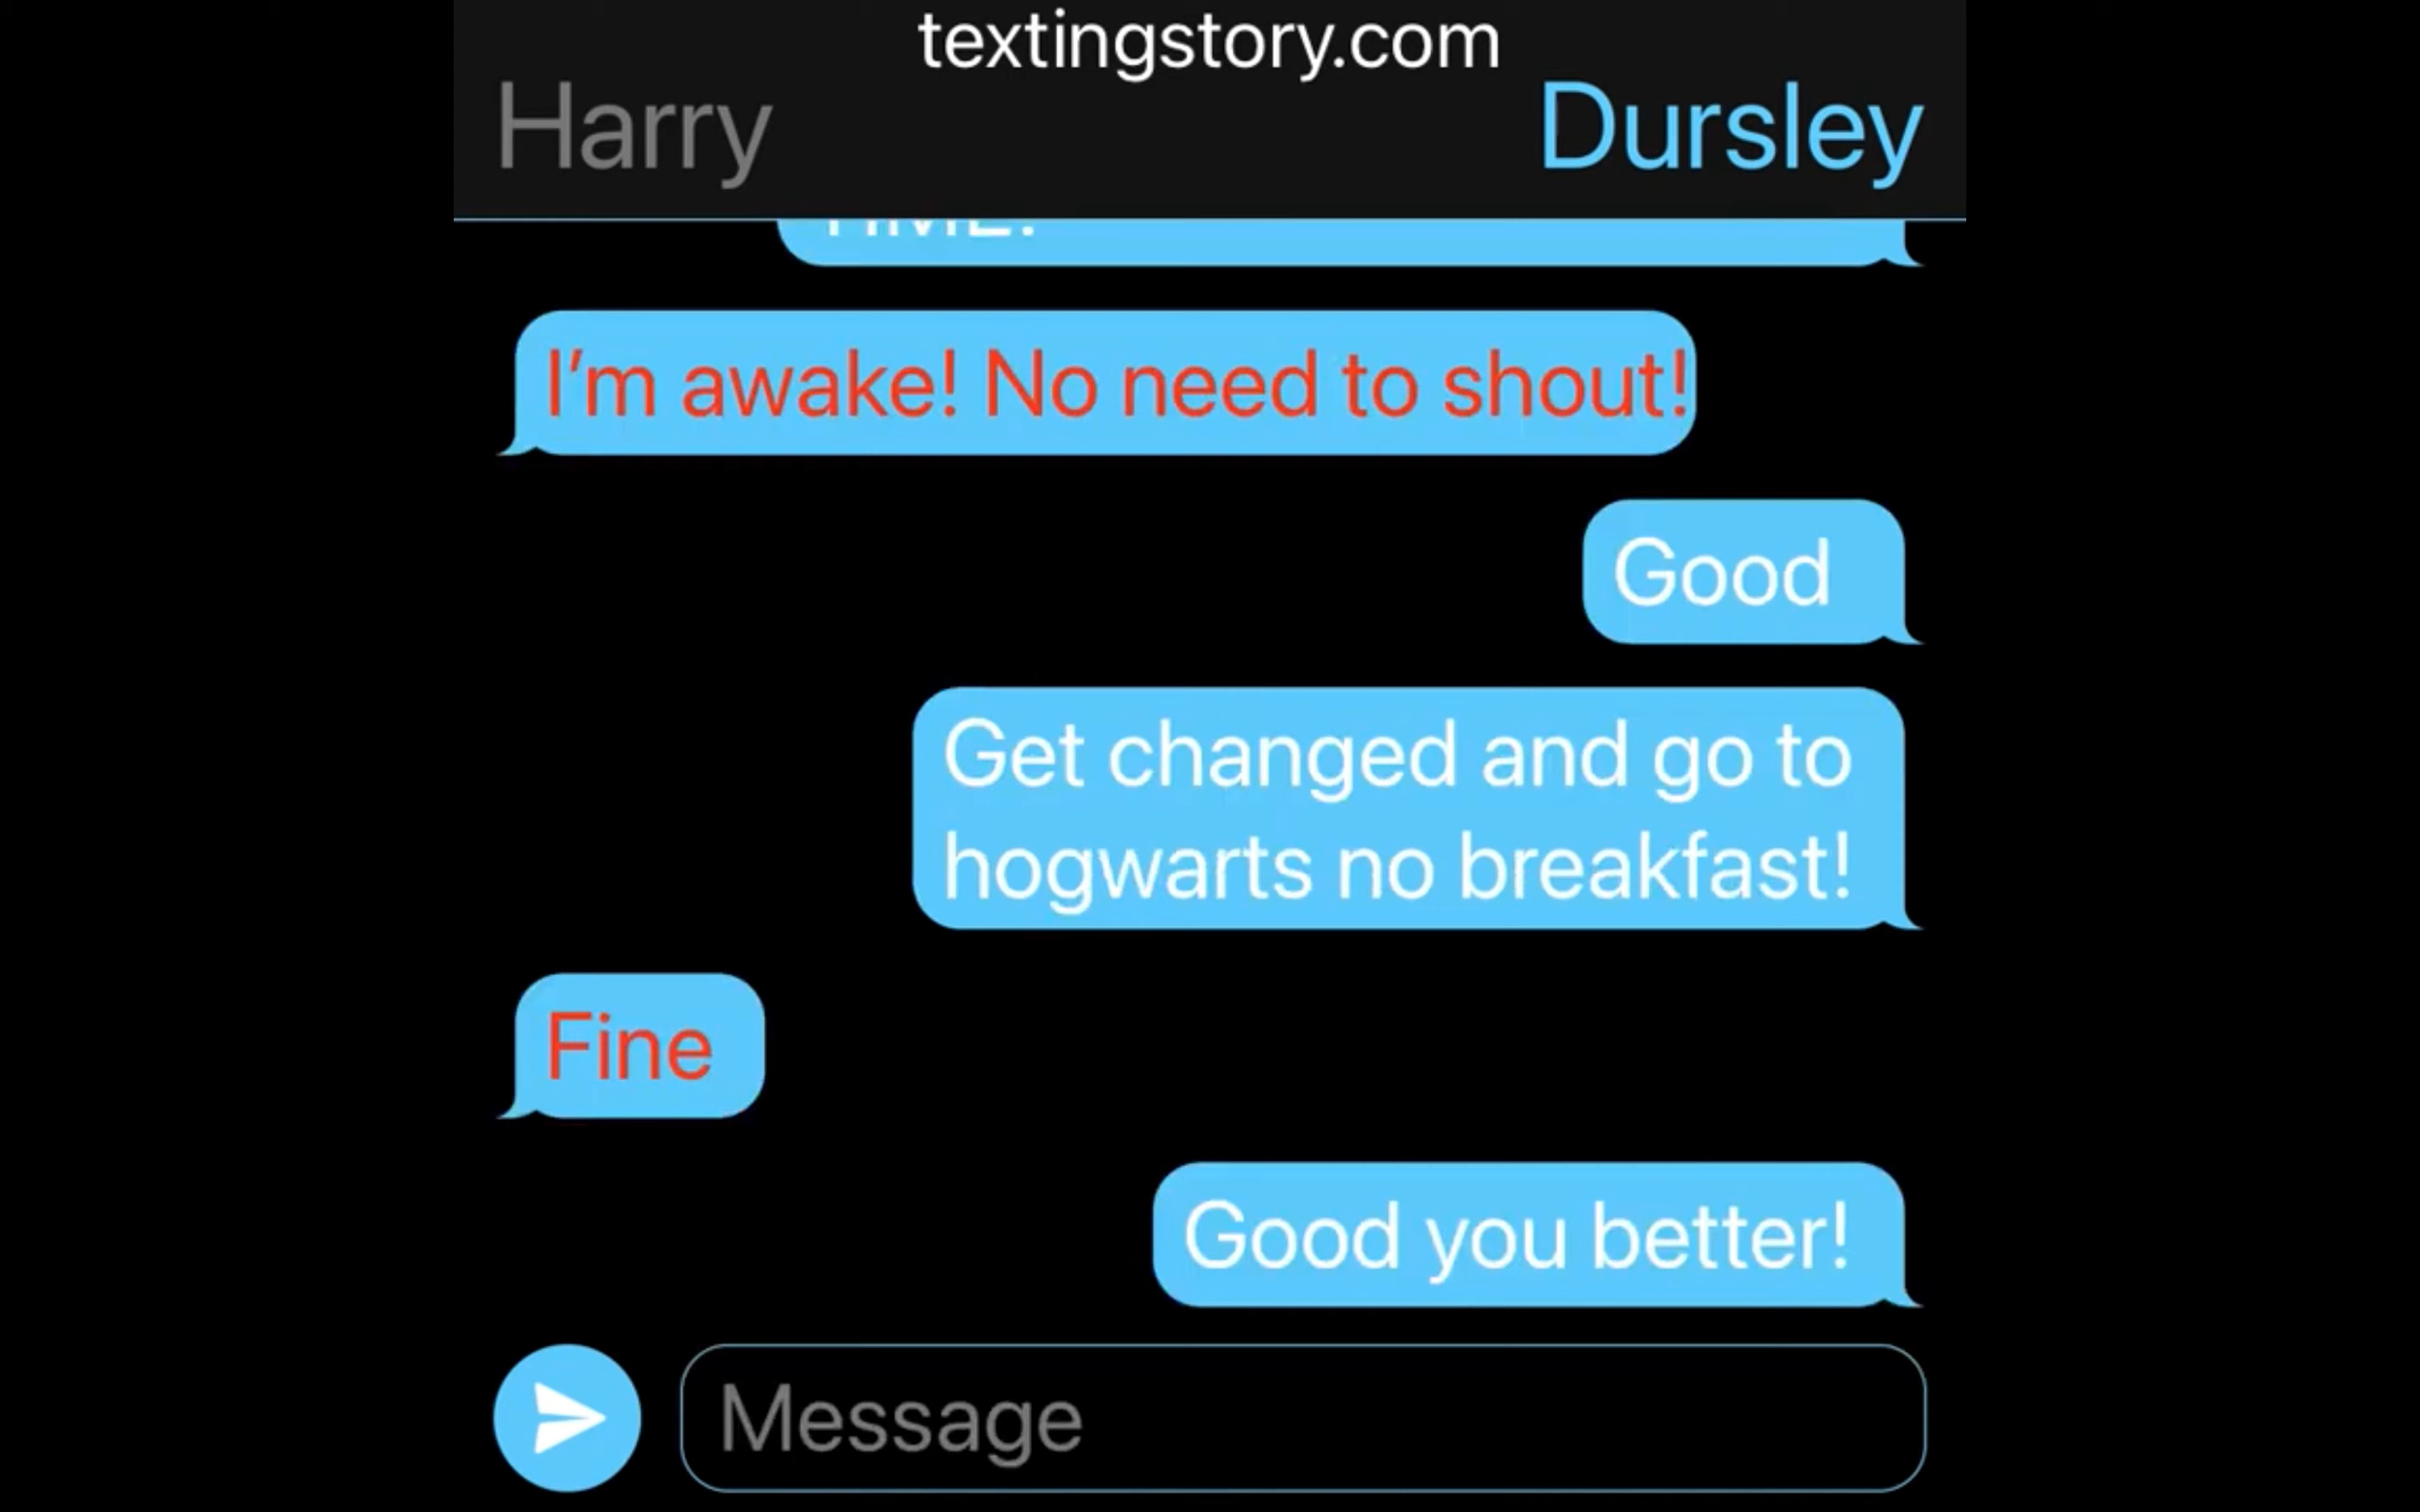 textingstory.com
Harry Dursley
TIME!
I'm awake! No need to shout!
Good
Get changed and go to
hogwarts no breakfast!
Fine
Good you better!
Message